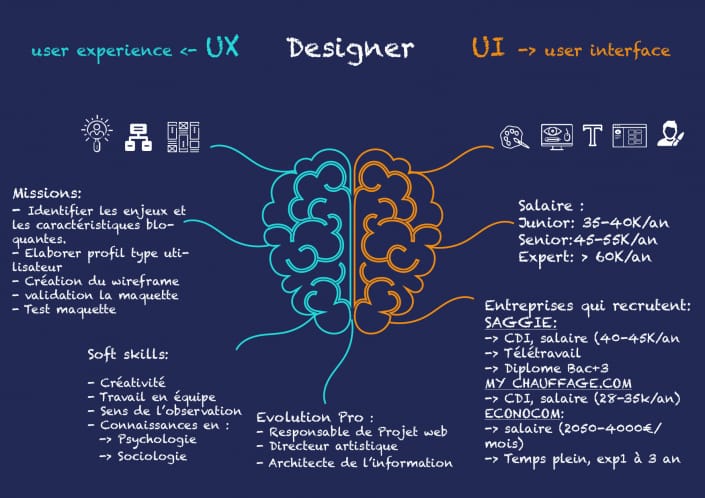 user experience <- UX
Designer
UI -> user interface
Missions:
- Identifier les enjeux et
les caractéristiques blo-
quantes.
- Elaborer profil type uti-
lisateur
- Création du wireframe
- validation la maquette
- Test maquette
Salaire :
Junior: 35-40K/an
Senior:45-55K/an
Expert: > 60K/an
Soft skills:
- Créativité
- Travail en équipe
- Sens de l'observation
- Connaissances en :
-> Psychologie
-> Sociologie
Evolution Pro :
- Responsable de Projet web
- Directeur artistique
- Architecte de l'information
Entreprises qui recrutent:
SAGGIE:
-> CDI, salaire (40-45K/an
-> Télétravail
-> Diplome Bac+3
MY CHAUFFAGE.COM
-> CDI, salaire (28-35k/an)
ECONOCOM:
-> salaire (2050-4000€/
mois)
-> Temps plein, exp1 à 3 an